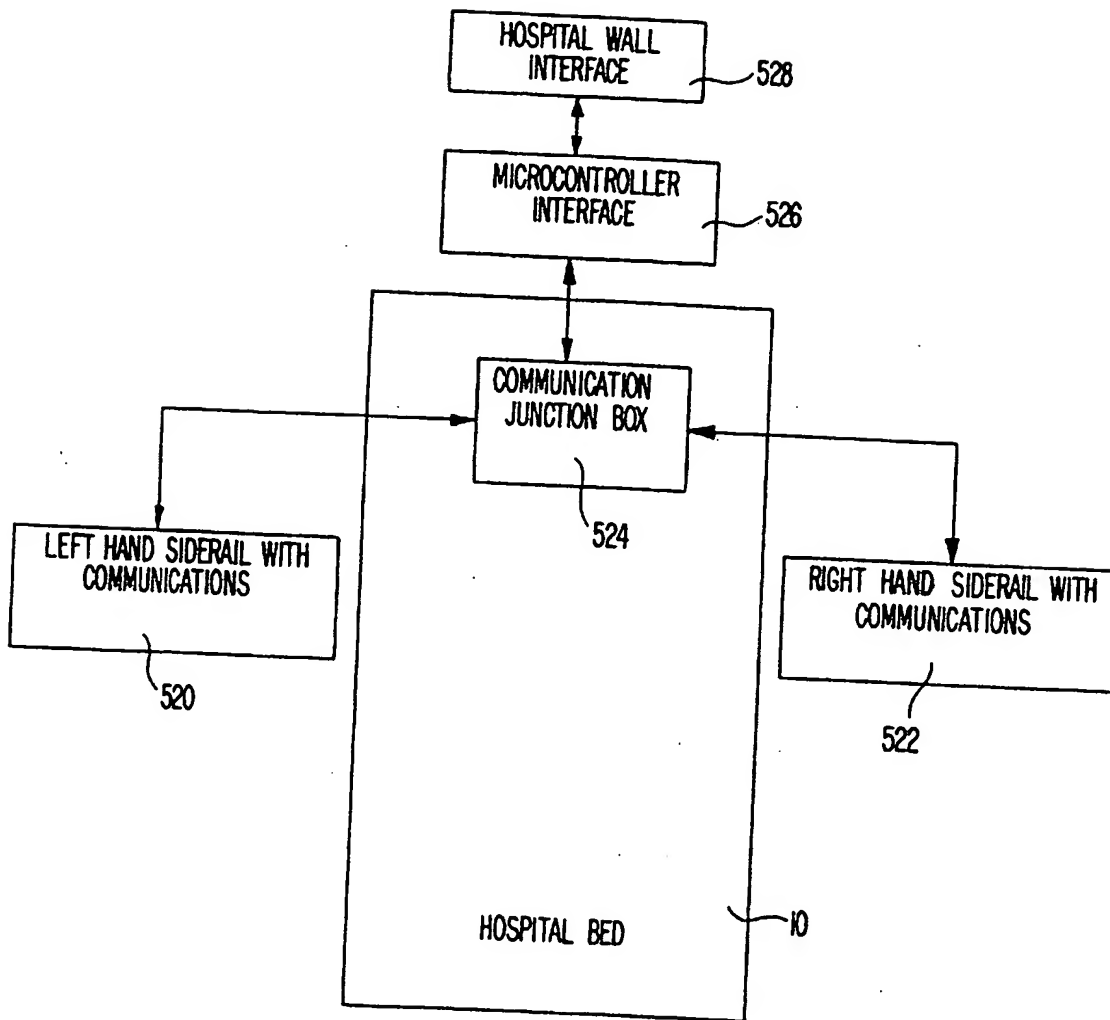 HOSPITAL WALL
INTERFACE
528
MICROCONTROLLER
INTERFACE
526
COMMUNICATION
JUNCTION BOX
524
LEFT HAND SIDERAIL WITH
COMMUNICATIONS
520
RIGHT HAND SIDERAIL WITH
COMMUNICATIONS
522
HOSPITAL BED
10